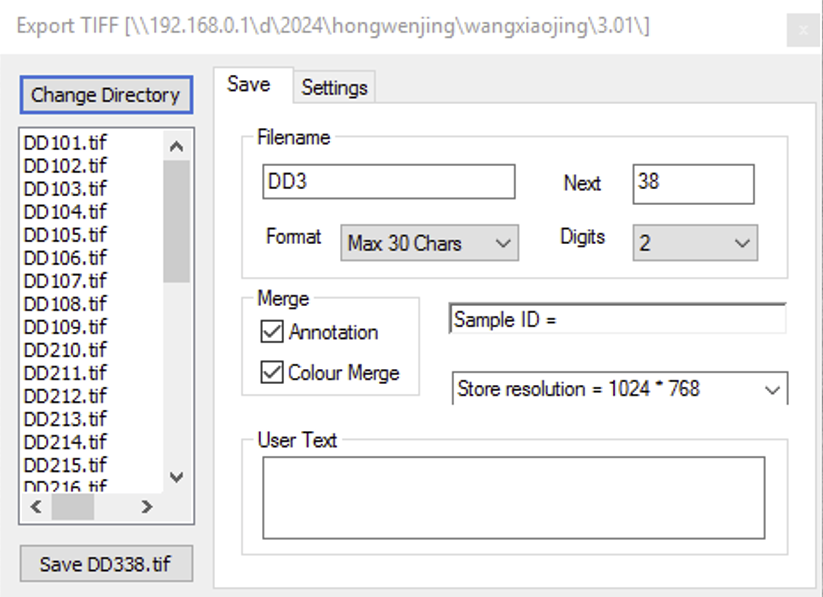 Export TIFF [\\192.168.0.1\d\2024\hongwenjing\wangxiaojing\3.01\]
x
Change Directory
DD101.tif
DD102.tif
DD103.tif
DD104.tif
DD105.tif
DD106.tif
DD107.tif
DD108.tif
DD109.tif
DD210.tif
DD211.tif
DD212.tif
DD213.tif
DD214.tif
DD215.tif
DD216.tif
Save DD338.tif
Save
Settings
Filename
DD3
Next
38
Format
Max 30 Chars
Digits
2
Merge
Annotation
Colour Merge
Sample ID =
Store resolution = 1024 * 768
User Text